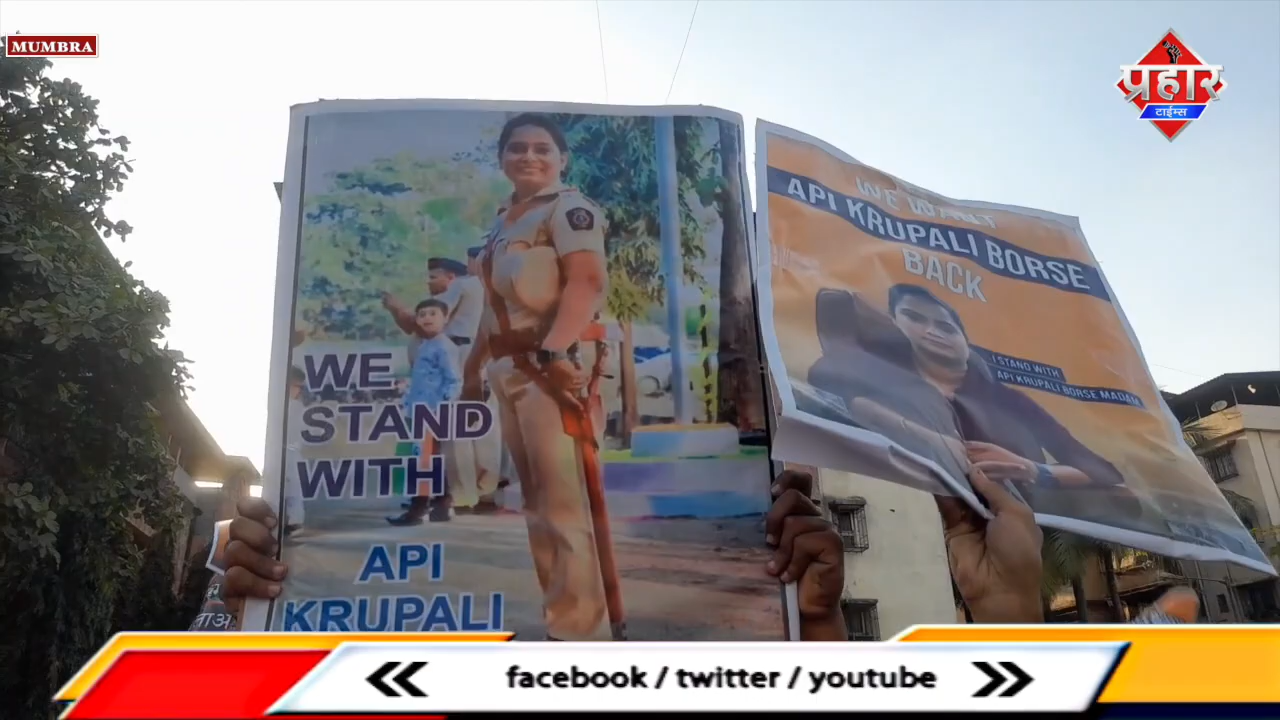 MUMBRA
प्रहार
टाईम्स
WE
STAND
WITH
API
KRUPALI
WE WANT
API KRUPALI BORSE
BACK
I STAND WITH
API KRUPALI BORSE MADAM
facebook / twitter / youtube